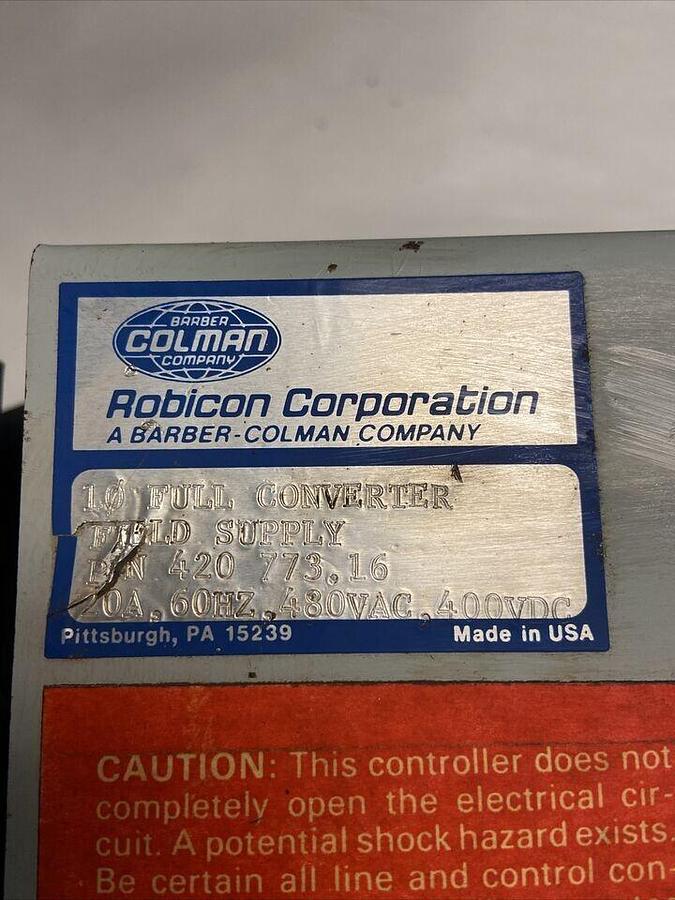 BARBER
COLMAN
COMPANY
Robicon Corporation
A BARBER-COLMAN COMPANY
1Ø FULL CONVERTER
FIELD SUPPLY
P/N 420 773.16
20A, 60HZ, 480VAC, 400VDC
Pittsburgh, PA 15239
Made in USA
CAUTION: This controller does not
completely open the electrical cir-
cuit. A potential shock hazard exists.
Be certain all line and control con-